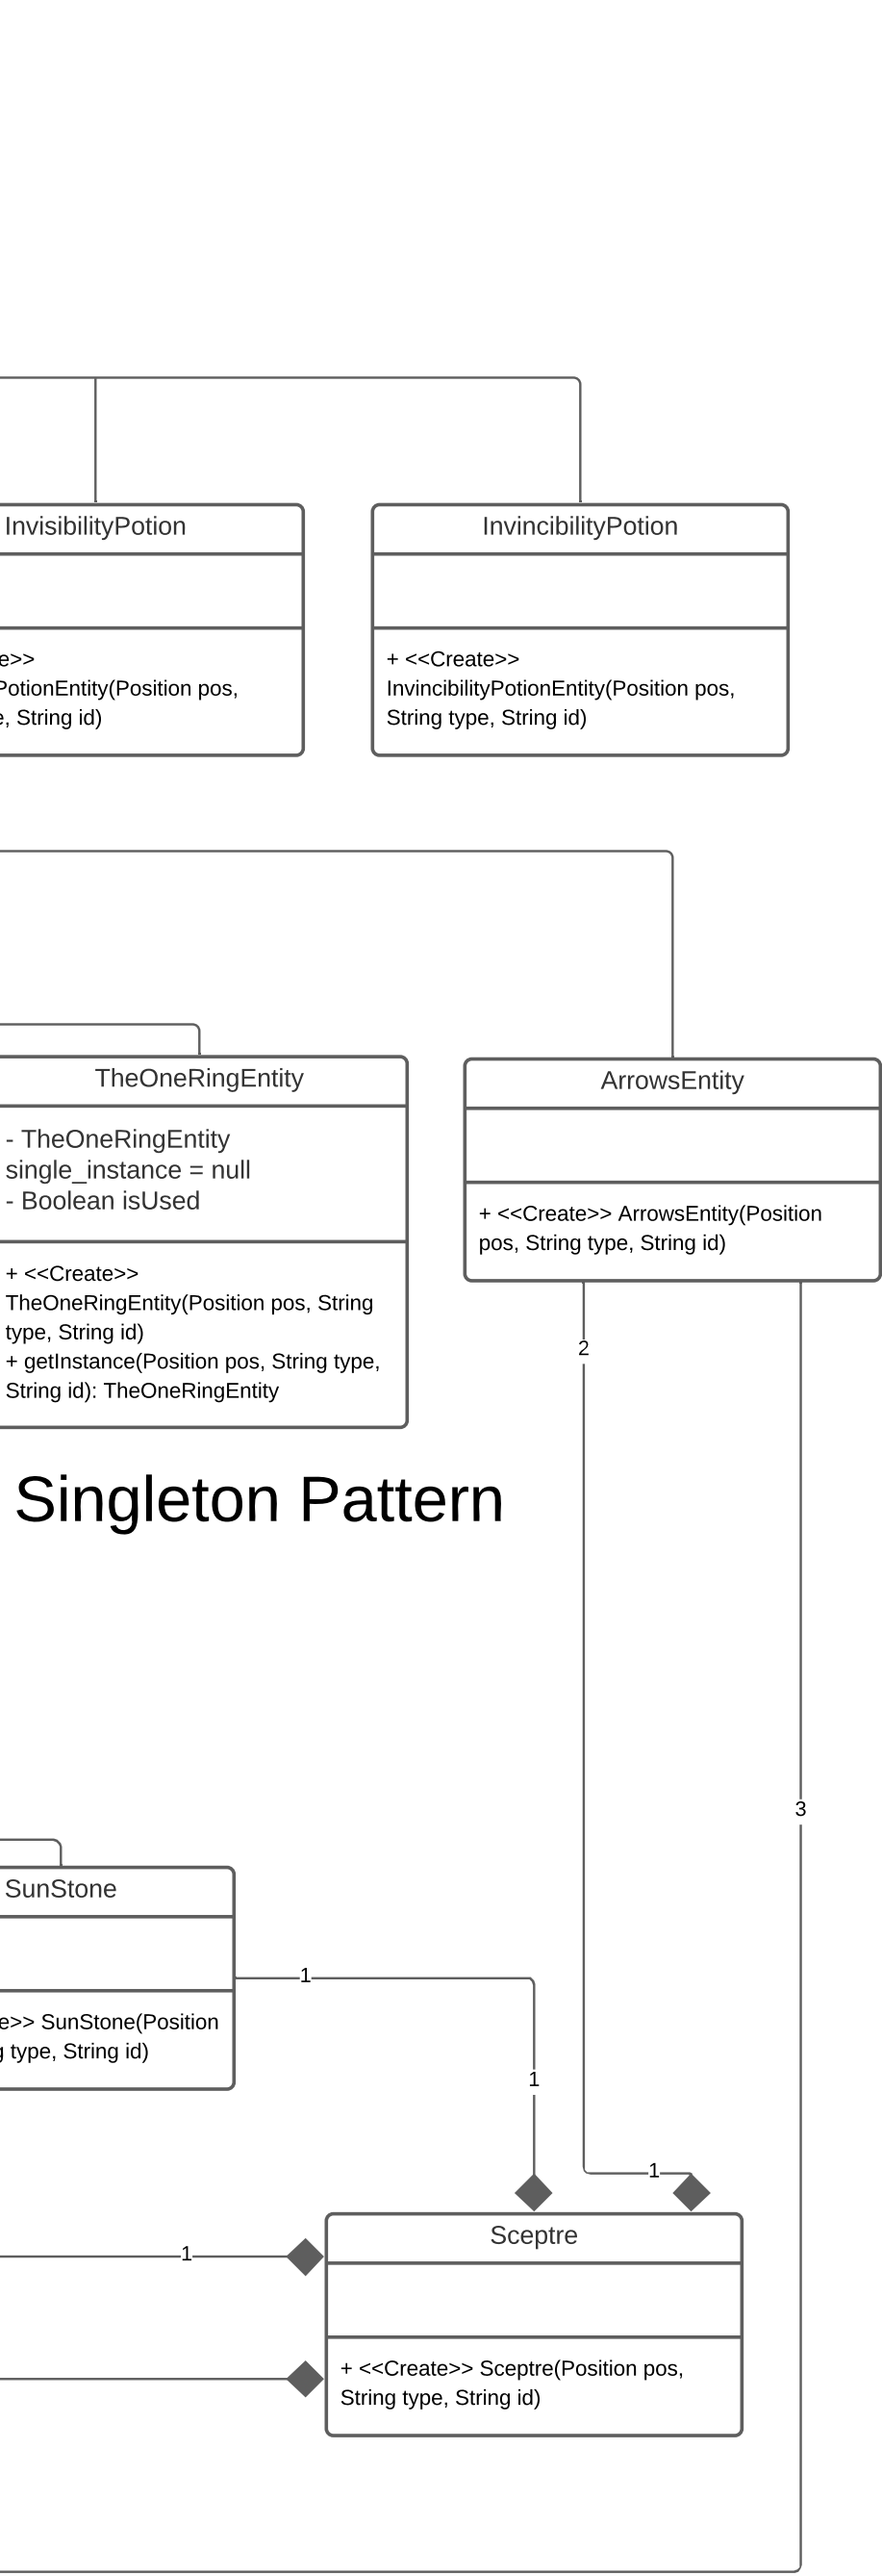 InvisibilityPotion
InvincibilityPotion
e>>
PotionEntity(Position pos,
e, String id)
+ <<Create>>
InvincibilityPotionEntity(Position pos,
String type, String id)
TheOneRingEntity
- TheOneRingEntity
single_instance = null
- Boolean isUsed
+ <<Create>>
TheOneRingEntity(Position pos, String
type, String id)
+ getInstance(Position pos, String type,
String id): TheOneRingEntity
ArrowsEntity
+ <<Create>> ArrowsEntity(Position
pos, String type, String id)
2
Singleton Pattern
3
SunStone
e>> SunStone(Position
g type, String id)
1
1
1
1
Sceptre
+ <<Create>> Sceptre(Position pos,
String type, String id)